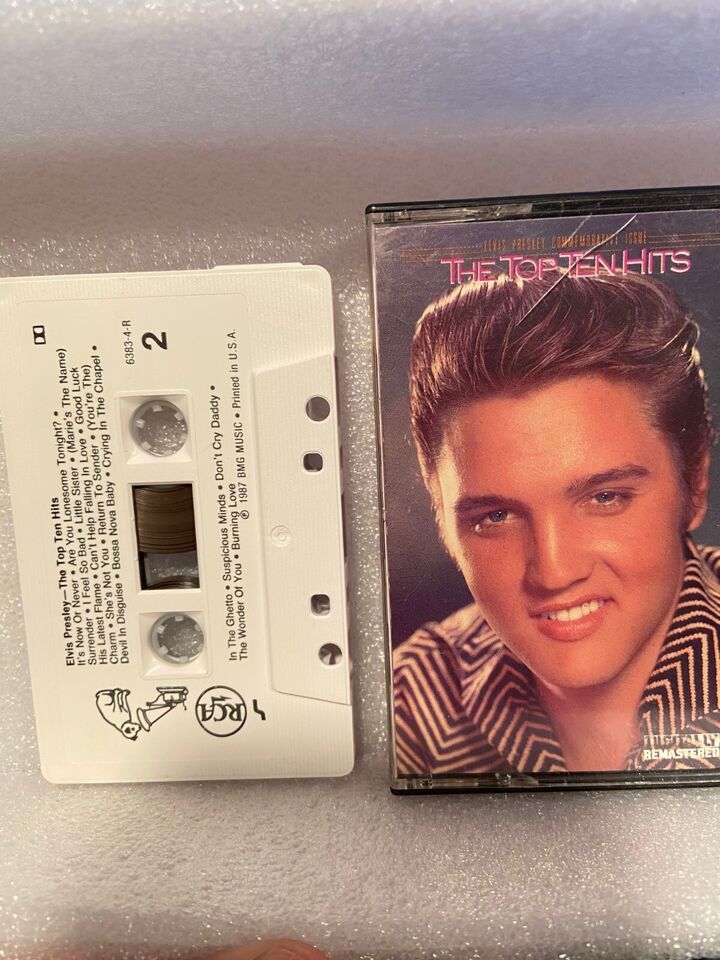 Elvis Presley—The Top Ten Hits
It's Now Or Never • Are You Lonesome Tonight? •
Surrender • I Feel So Bad • Little Sister • (Marie's The Name)
His Latest Flame • Can't Help Falling In Love • Good Luck
Charm • She's Not You • Return To Sender • (You're The)
Devil In Disguise • Bossa Nova Baby • Crying In The Chapel •
6383-4-R
2
In The Ghetto • Suspicious Minds • Don't Cry Daddy •
The Wonder Of You • Burning Love
℗ 1987 BMG MUSIC • Printed in U.S.A.
RCA
ELVIS PRESLEY COMMEMORATIVE ISSUE
THE TOP TEN HITS
DIGITALLY
REMASTERED